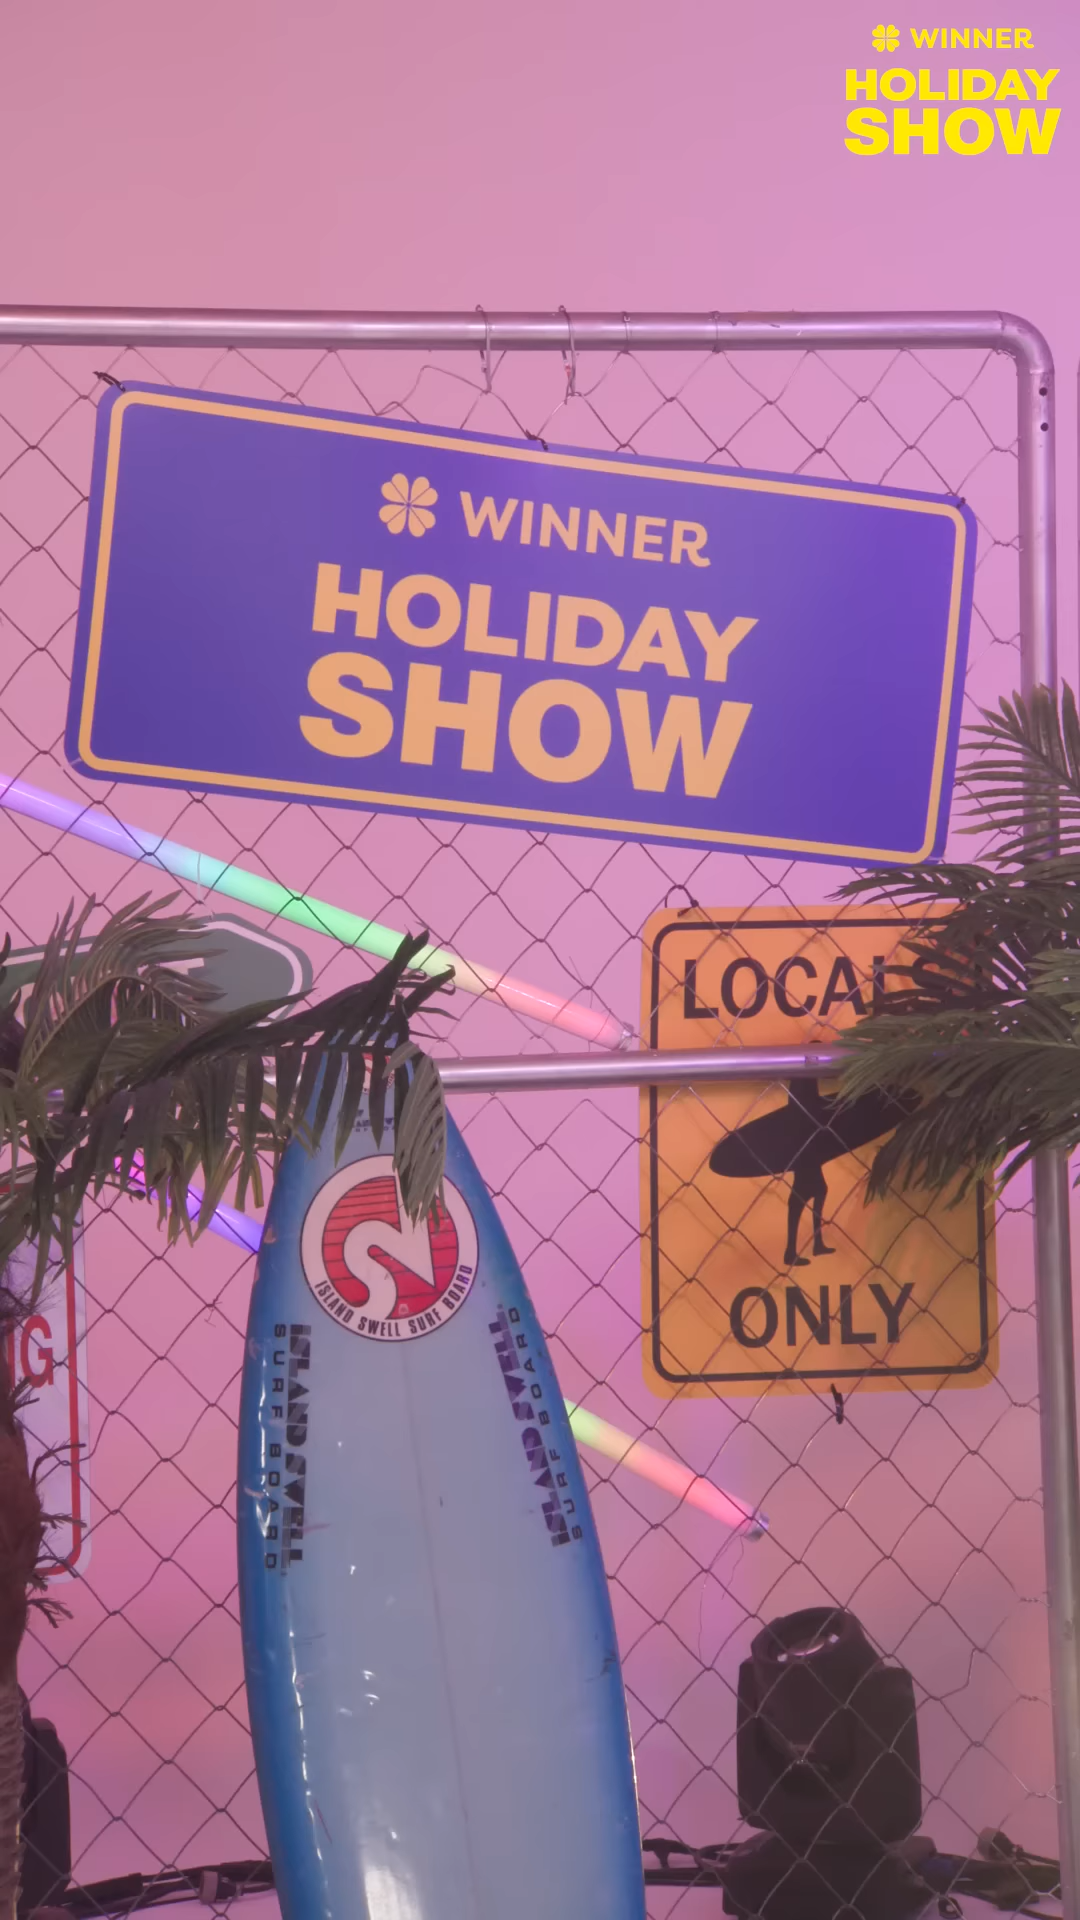 WINNER
HOLIDAY
SHOW
WINNER
HOLIDAY
SHOW
LOCALS
ONLY
ISLAND SWELL SURF BOARD
ISLAND SWELL
SURF BOARD
ISLAND SWELL
SURF BOARD
G